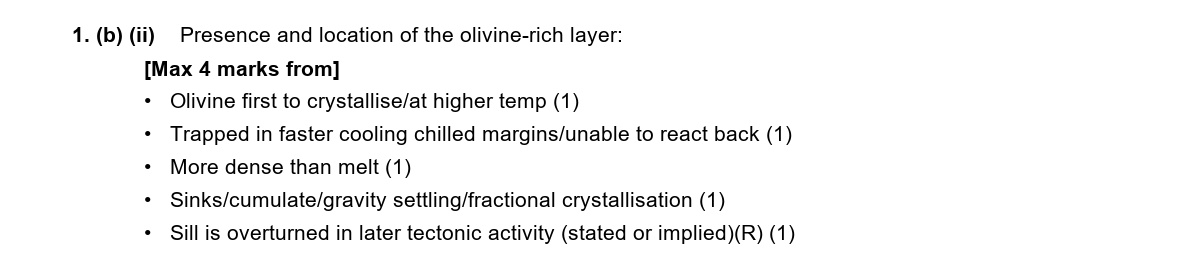 1. (b) (ii) Presence and location of the olivine-rich layer:
[Max 4 marks from]
• Olivine first to crystallise/at higher temp (1)
• Trapped in faster cooling chilled margins/unable to react back (1)
• More dense than melt (1)
• Sinks/cumulate/gravity settling/fractional crystallisation (1)
• Sill is overturned in later tectonic activity (stated or implied)(R) (1)